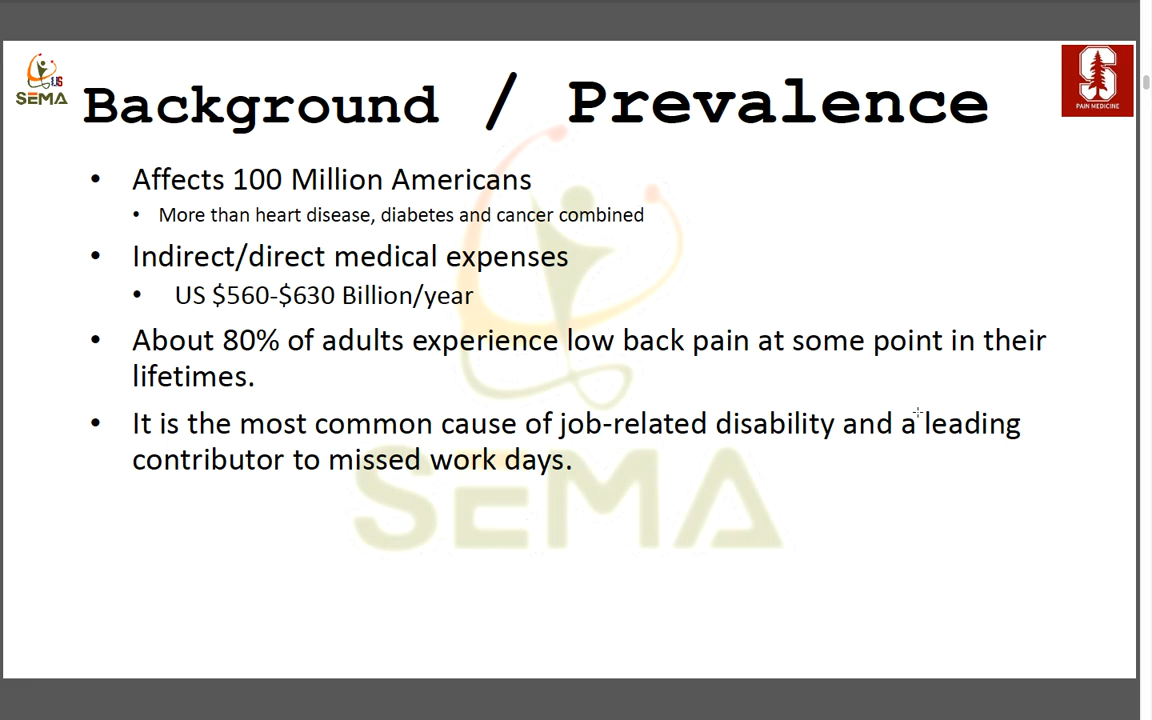 US
SEMA
PAIN MEDICINE
Background / Prevalence
• Affects 100 Million Americans
• More than heart disease, diabetes and cancer combined
• Indirect/direct medical expenses
• US $560-$630 Billion/year
• About 80% of adults experience low back pain at some point in their
lifetimes.
• It is the most common cause of job-related disability and a leading
contributor to missed work days.
SEMA